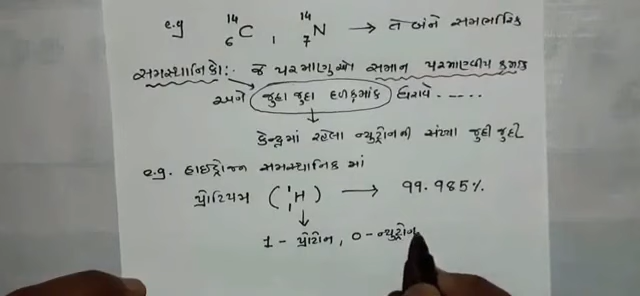 e.g ¹⁴₆C , ¹⁴₇N → તે બંને સમભારિક
સમસ્થાનિકો:- જે પરમાણુઓ સમાન પરમાણ્વીય ક્રમાંક
અને જુદા જુદા દળક્રમાંક ધરાવે -----
કેન્દ્રમાં રહેલા ન્યુટ્રોનની સંખ્યા જુદી જુદી
e.g. હાઇડ્રોજન સમસ્થાનિક માં
પ્રોટિયમ (¹₁H) → 99.985%
1 - પ્રોટોન, 0 - ન્યુટ્રોન